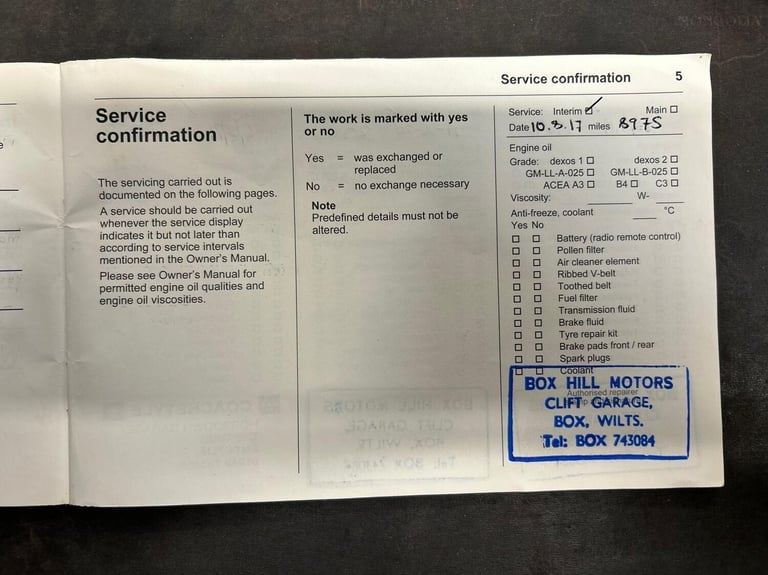 Service confirmation 5
Service
confirmation
The servicing carried out is
documented on the following pages.
A service should be carried out
whenever the service display
indicates it but not later than
according to service intervals
mentioned in the Owner's Manual.
Please see Owner's Manual for
permitted engine oil qualities and
engine oil viscosities.
The work is marked with yes
or no
Yes = was exchanged or
replaced
No = no exchange necessary
Note
Predefined details must not be
altered.
Service: Interim ☑ Main ☐
Date 10.8.17 miles 8975
Engine oil
Grade: dexos 1 ☐ dexos 2 ☐
GM-LL-A-025 ☐ GM-LL-B-025 ☐
ACEA A3 ☐ B4 ☐ C3 ☐
Viscosity: ______ W- ____
Anti-freeze, coolant ____ °C
Yes No
☐ ☐ Battery (radio remote control)
☐ ☐ Pollen filter
☐ ☐ Air cleaner element
☐ ☐ Ribbed V-belt
☐ ☐ Toothed belt
☐ ☐ Fuel filter
☐ ☐ Transmission fluid
☐ ☐ Brake fluid
☐ ☐ Tyre repair kit
☐ ☐ Brake pads front / rear
☐ ☐ Spark plugs
☐ ☐ Coolant
BOX HILL MOTORS
Authorised repairer
CLIFT GARAGE,
BOX, WILTS.
Tel: BOX 743084